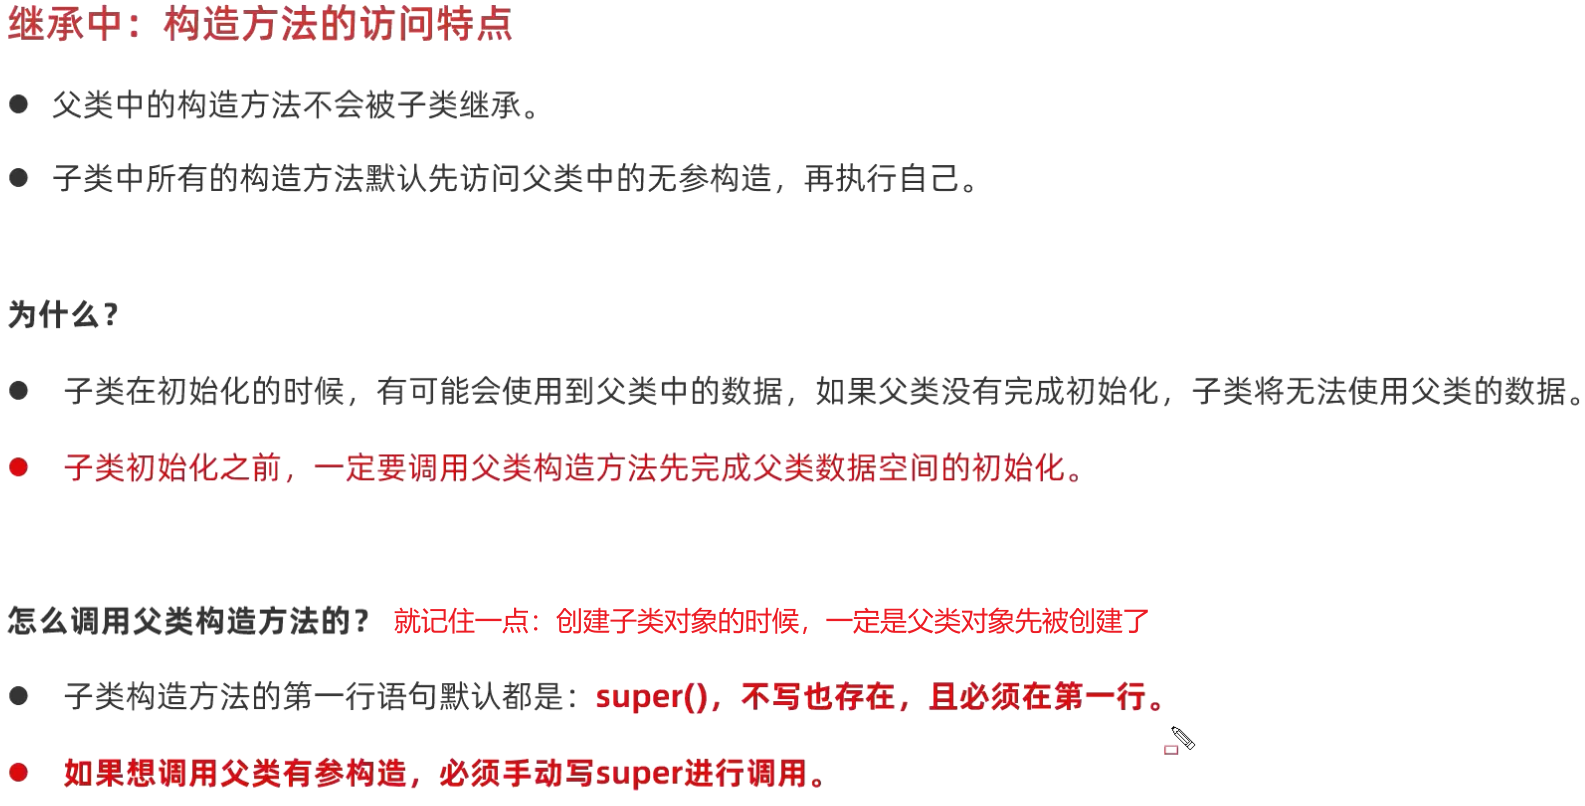 继承中：构造方法的访问特点
● 父类中的构造方法不会被子类继承。
● 子类中所有的构造方法默认先访问父类中的无参构造，再执行自己。
为什么？
● 子类在初始化的时候，有可能会使用到父类中的数据，如果父类没有完成初始化，子类将无法使用父类的数据。
● 子类初始化之前，一定要调用父类构造方法先完成父类数据空间的初始化。
怎么调用父类构造方法的？ 就记住一点：创建子类对象的时候，一定是父类对象先被创建了
● 子类构造方法的第一行语句默认都是：super()，不写也存在，且必须在第一行。
● 如果想调用父类有参构造，必须手动写super进行调用。